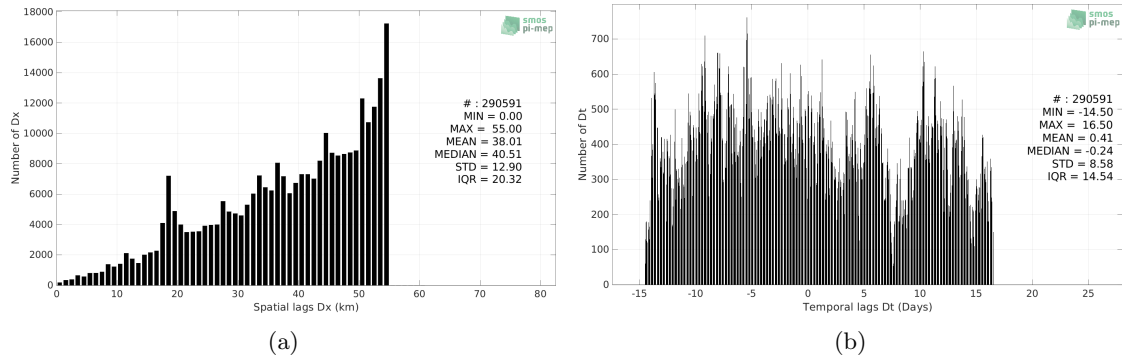 18000
16000
14000
12000
10000
8000
6000
4000
2000
0
Number of Dx
0 10 20 30 40 50 60 70 80
Spatial lags Dx (km)
smos
pi-mep
# : 290591
MIN = 0.00
MAX = 55.00
MEAN = 38.01
MEDIAN = 40.51
STD = 12.90
IQR = 20.32
(a)
700
600
500
400
300
200
100
0
Number of Dt
-15 -10 -5 0 5 10 15 20 25
Temporal lags Dt (Days)
smos
pi-mep
# : 290591
MIN = -14.50
MAX = 16.50
MEAN = 0.41
MEDIAN = -0.24
STD = 8.58
IQR = 14.54
(b)